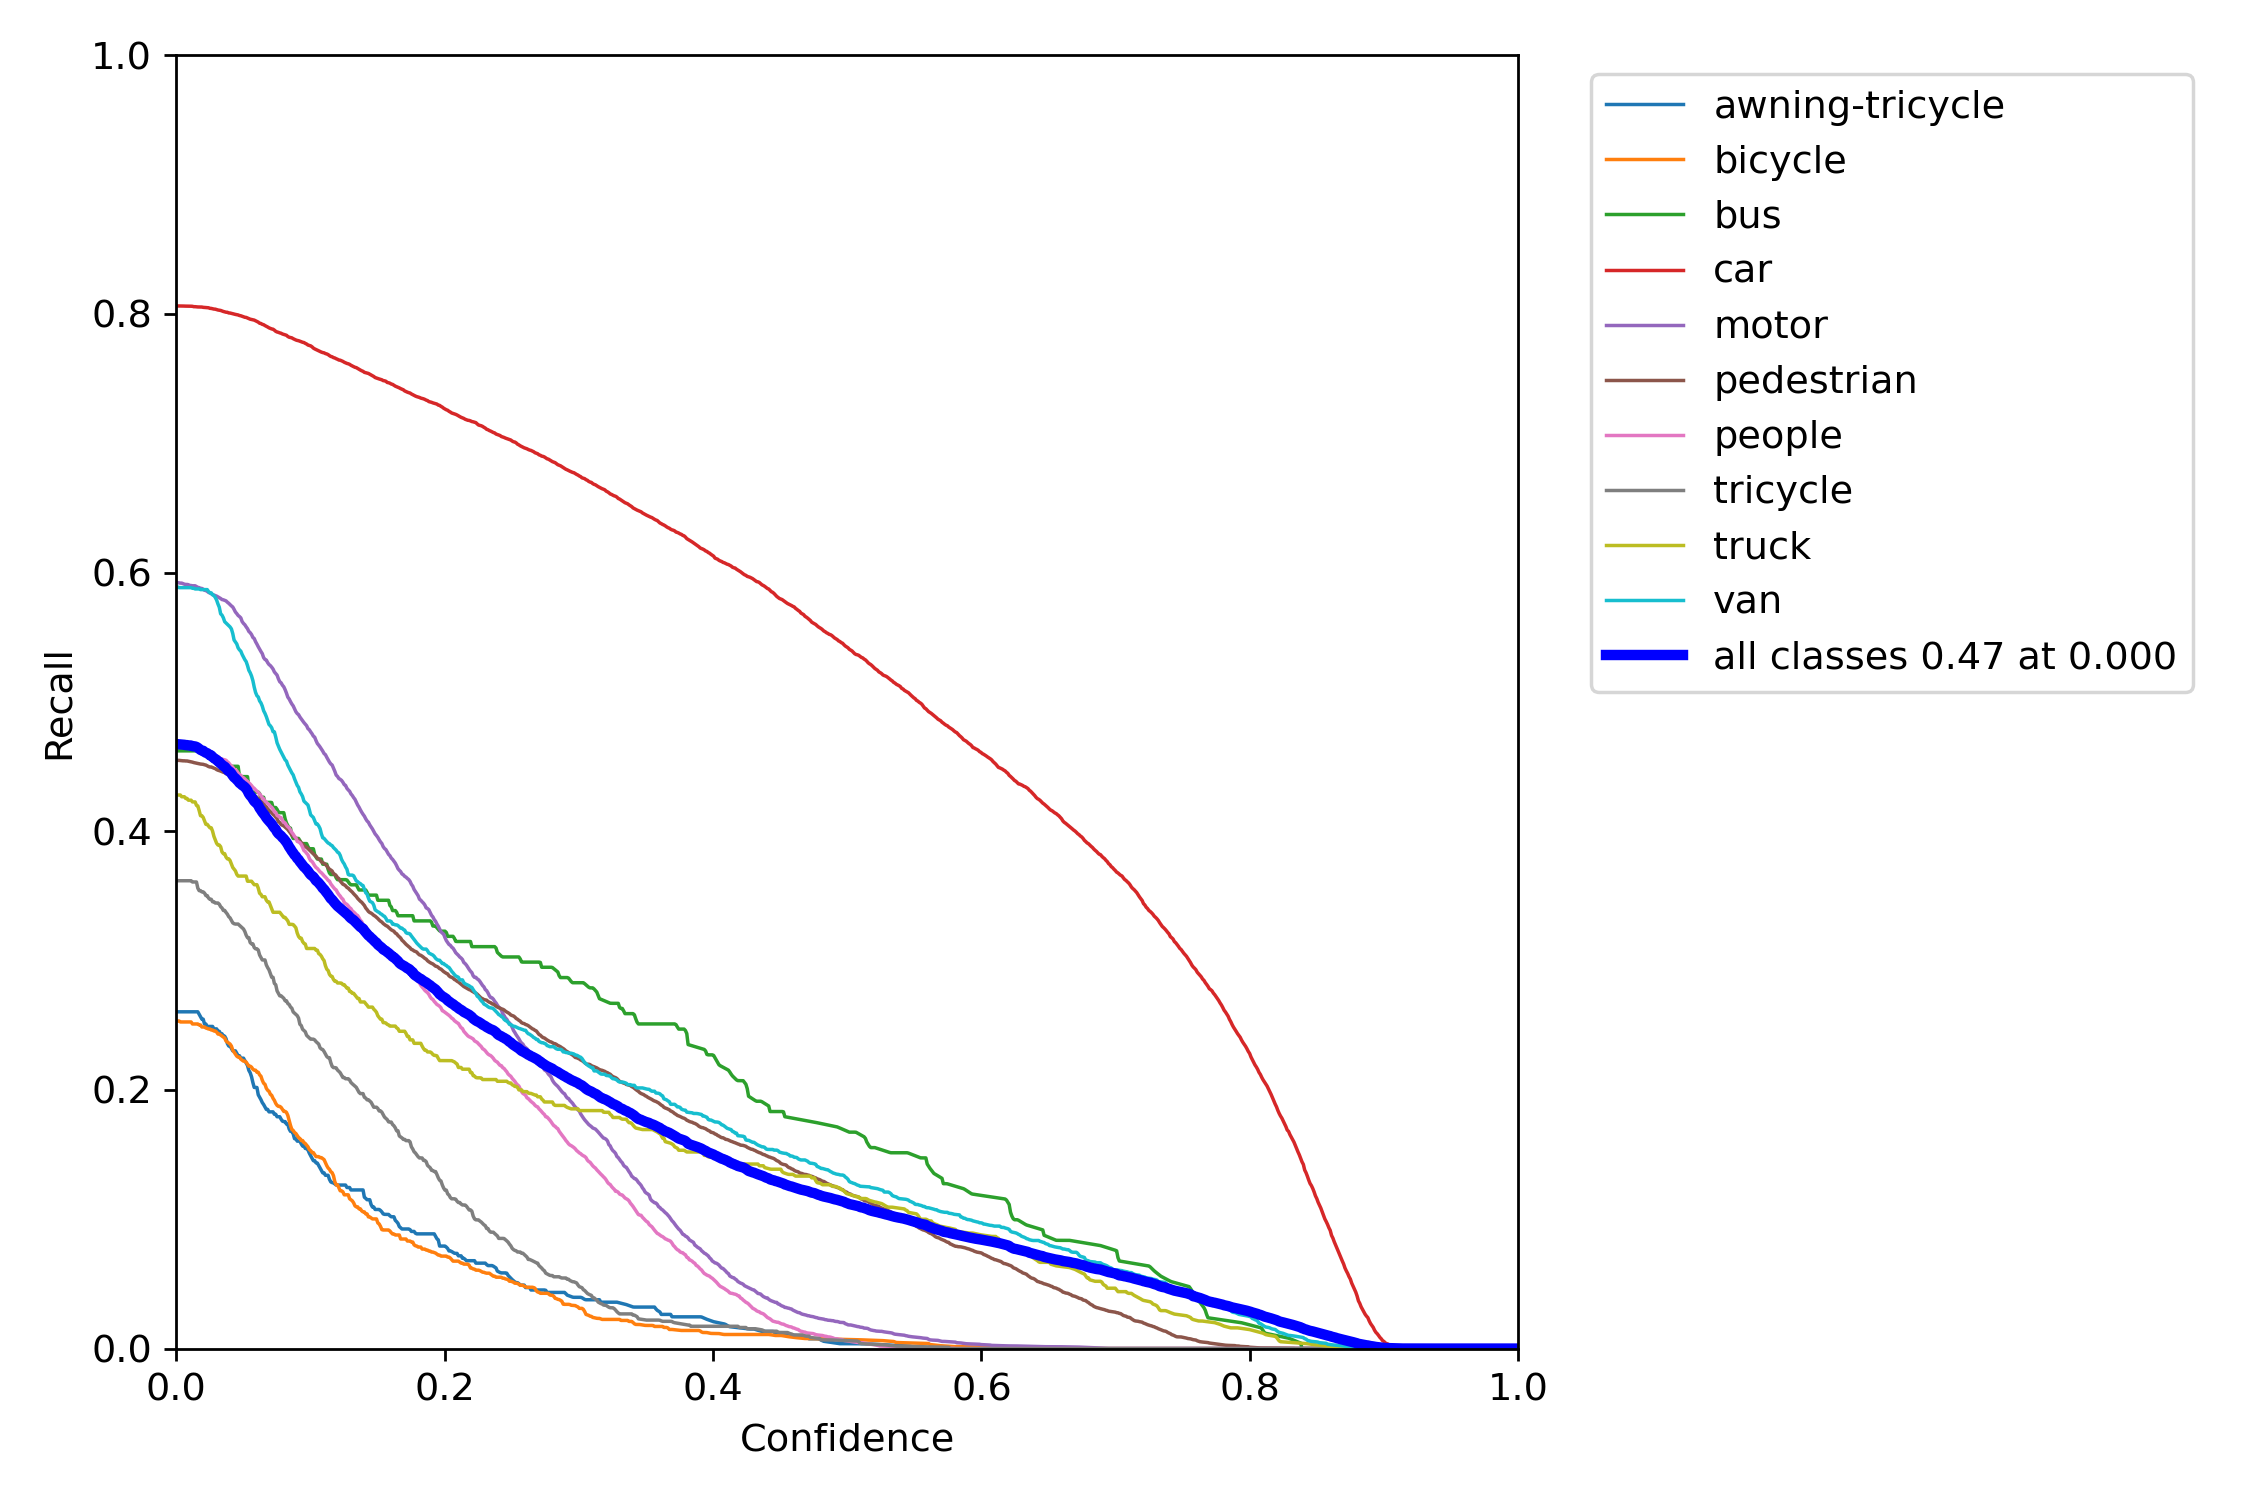 1.0
0.8
0.6
0.4
0.2
0.0
Recall
0.0 0.2 0.4 0.6 0.8 1.0
Confidence
awning-tricycle
bicycle
bus
car
motor
pedestrian
people
tricycle
truck
van
all classes 0.47 at 0.000